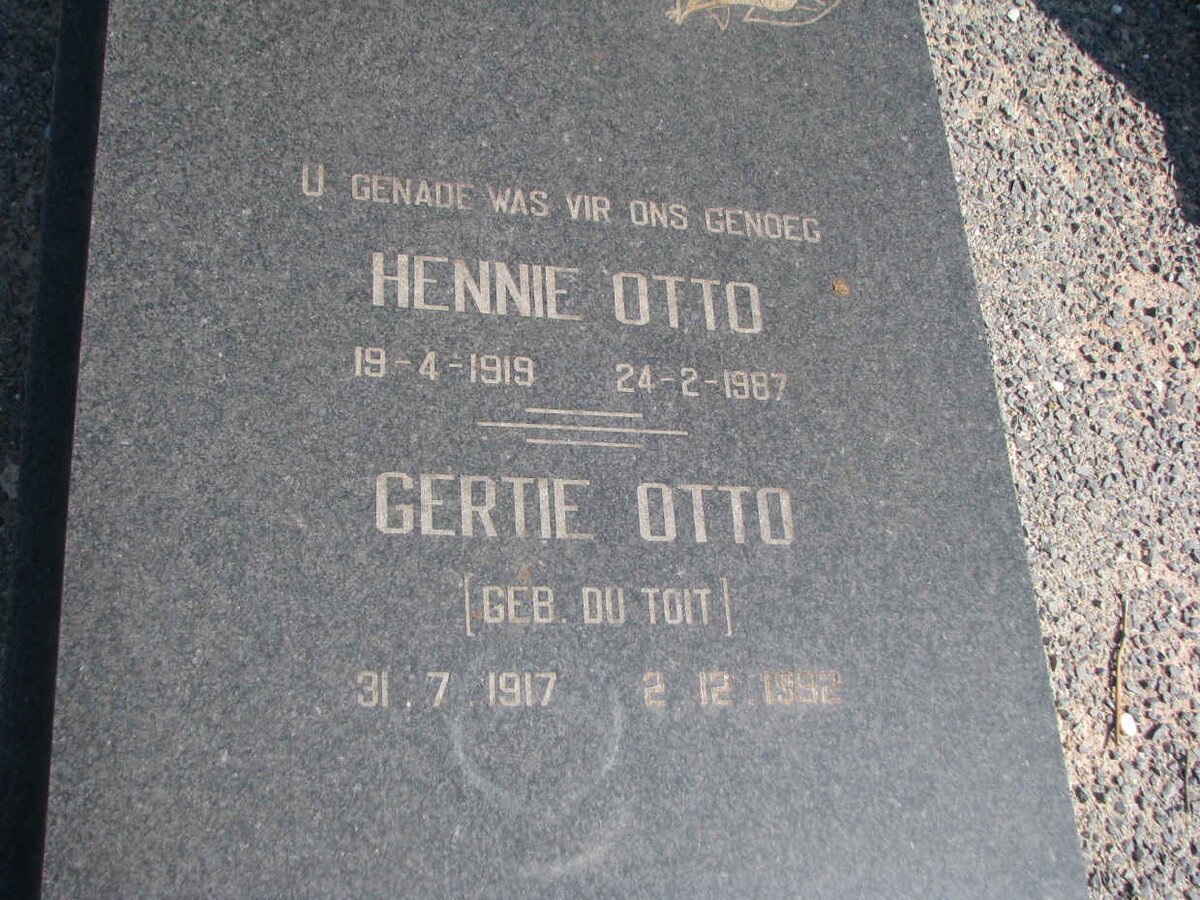 U GENADE WAS VIR ONS GENOEG
HENNIE OTTO
19-4-1919 24-2-1987
GERTIE OTTO
[GEB. DU TOIT]
31.7.1917 2.12.1992